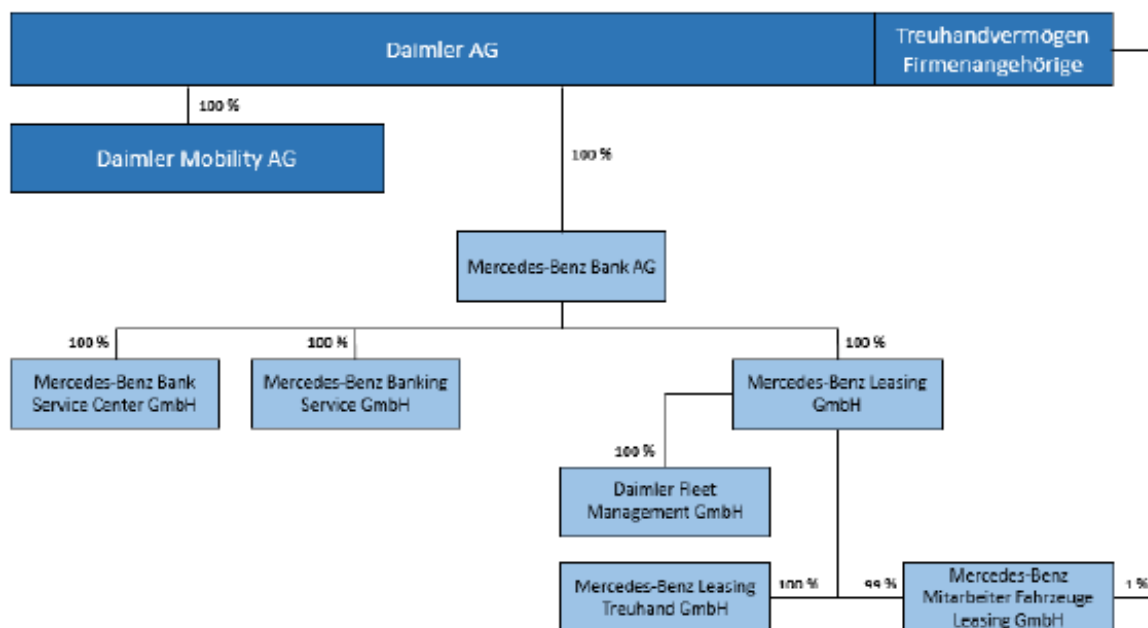 Daimler AG
Treuhandvermögen
Firmenangehörige
100 %
Daimler Mobility AG
100 %
Mercedes-Benz Bank AG
100 %
100 %
100 %
Mercedes-Benz Bank
Service Center GmbH
Mercedes-Benz Banking
Service GmbH
Mercedes-Benz Leasing
GmbH
100 %
Daimler Fleet
Management GmbH
Mercedes-Benz Leasing
Treuhand GmbH
100 %
99 %
Mercedes-Benz
Mitarbeiter Fahrzeuge
Leasing GmbH
1 %